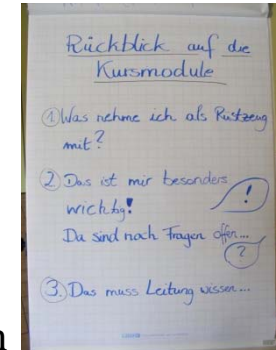 Rückblick auf die
Kursmodule
① Was nehme ich als Rüstzeug
mit?
② Das ist mir besonders
wichtig!
!
Da sind noch Fragen offen...
?
③ Das muss Leitung wissen...
n